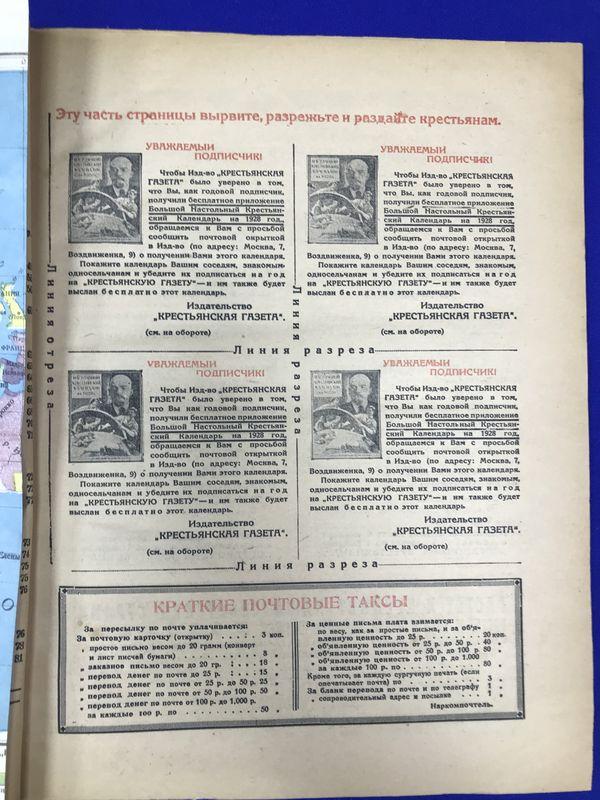 Эту часть страницы вырвите, разрежьте и раздайте крестьянам.
УВАЖАЕМЫЙ
ПОДПИСЧИК!
Чтобы Изд-во „КРЕСТЬЯНСКАЯ
ГАЗЕТА" было уверено в том,
что Вы, как годовой подписчик,
получили бесплатное приложение
Большой Настольный Крестьян-
ский Календарь на 1928 год,
обращаемся к Вам с просьбой
сообщить почтовой открыткой
в Изд-во (по адресу: Москва, 7,
Воздвиженка, 9) о получении Вами этого календаря.
Покажите календарь Вашим соседям, знакомым,
односельчанам и убедите их подписаться на год
на „КРЕСТЬЯНСКУЮ ГАЗЕТУ"—и им также будет
выслан бесплатно этот календарь.
Издательство
„КРЕСТЬЯНСКАЯ ГАЗЕТА".
(см. на обороте)
УВАЖАЕМЫЙ
ПОДПИСЧИК!
Чтобы Изд-во „КРЕСТЬЯНСКАЯ
ГАЗЕТА" было уверено в том,
что Вы, как годовой подписчик,
получили бесплатное приложение
Большой Настольный Крестьян-
ский Календарь на 1928 год,
обращаемся к Вам с просьбой
сообщить почтовой открыткой
в Изд-во (по адресу: Москва, 7,
Воздвиженка, 9) о получении Вами этого календаря.
Покажите календарь Вашим соседям, знакомым,
односельчанам и убедите их подписаться на год
на „КРЕСТЬЯНСКУЮ ГАЗЕТУ"— и им также будет
выслан бесплатно этот календарь.
Издательство
„КРЕСТЬЯНСКАЯ ГАЗЕТА".
(см. на обороте)
Линия отреза
Линия разреза
Линия разреза
УВАЖАЕМЫЙ
ПОДПИСЧИК!
Чтобы Изд-во „КРЕСТЬЯНСКАЯ
ГАЗЕТА" было уверено в том,
что Вы, как годовой подписчик,
получили бесплатное приложение
Большой Настольный Крестьян-
ский Календарь на 1928 год,
обращаемся к Вам с просьбой
сообщить почтовой открыткой
в Изд-во (по адресу: Москва, 7,
Воздвиженка, 9) о получении Вами этого календаря.
Покажите календарь Вашим соседям, знакомым,
односельчанам и убедите их подписаться на год
на „КРЕСТЬЯНСКУЮ ГАЗЕТУ"— и им также будет
выслан бесплатно этот календарь
Издательство
„КРЕСТЬЯНСКАЯ ГАЗЕТА".
(см. на обороте)
УВАЖАЕМЫЙ
ПОДПИСЧИК!
Чтобы Изд-во „КРЕСТЬЯНСКАЯ
ГАЗЕТА" было уверено в том,
что Вы, как годовой подписчик,
получили бесплатное приложение
Большой Настольный Крестьян-
ский Календарь на 1928 год,
обращаемся к Вам с просьбой
сообщить почтовой открыткой
в Изд-во (по адресу: Москва, 7,
Воздвиженка, 9) о получении Вами этого календаря.
Покажите календарь Вашим соседям, знакомым,
односельчанам и убедите их подписаться на год
на „КРЕСТЬЯНСКУЮ ГАЗЕТУ"— и им также будет
выслан бесплатно этот календарь
Издательство
„КРЕСТЬЯНСКАЯ ГАЗЕТА".
(см. на обороте)
Линия разреза
КРАТКИЕ ПОЧТОВЫЕ ТАКСЫ
За пересылку по почте уплачивается:
За почтовую карточку (открытку) . . . . 3 коп.
„ простое письмо весом до 20 грамм (конверт
и лист писчай бумаги) . . . . . . . . 8 „
„ заказное письмо весом до 20 гр. . . . 18 „
„ перевод денег по почте до 25 р. . . . 15 „
„ перевод денег по почте от 25 р. до 50 р. 25 „
„ перевод денег по почте от 50 р. до 100 р. 50 „
„ перевод денег по почте от 100 р. до 1,000 р.
за каждые 100 р. по . . . . . . . . 50 „
За ценные письма плата взимается:
по весу, как за простые письма, и за объя-
вленную ценность до 25 р. . . . . 20 коп.
„ об'явленную ценность от 25 р. до 50 р. 40 „
„ об'явленную ценность от 50 р. до 100 р. 80 „
„ об'явленную ценность от 100 р. до 1.000
за каждые 100 р. по . . . . . . . 80
Кроме того, за каждую сургучную печать (если
опечатывает почта) по . . . . . . . 3 „
За бланк перевода по почте и по телеграфу 1 „
„ сопроводительный адрес к посылке . . 1 „
Наркомпочтель.